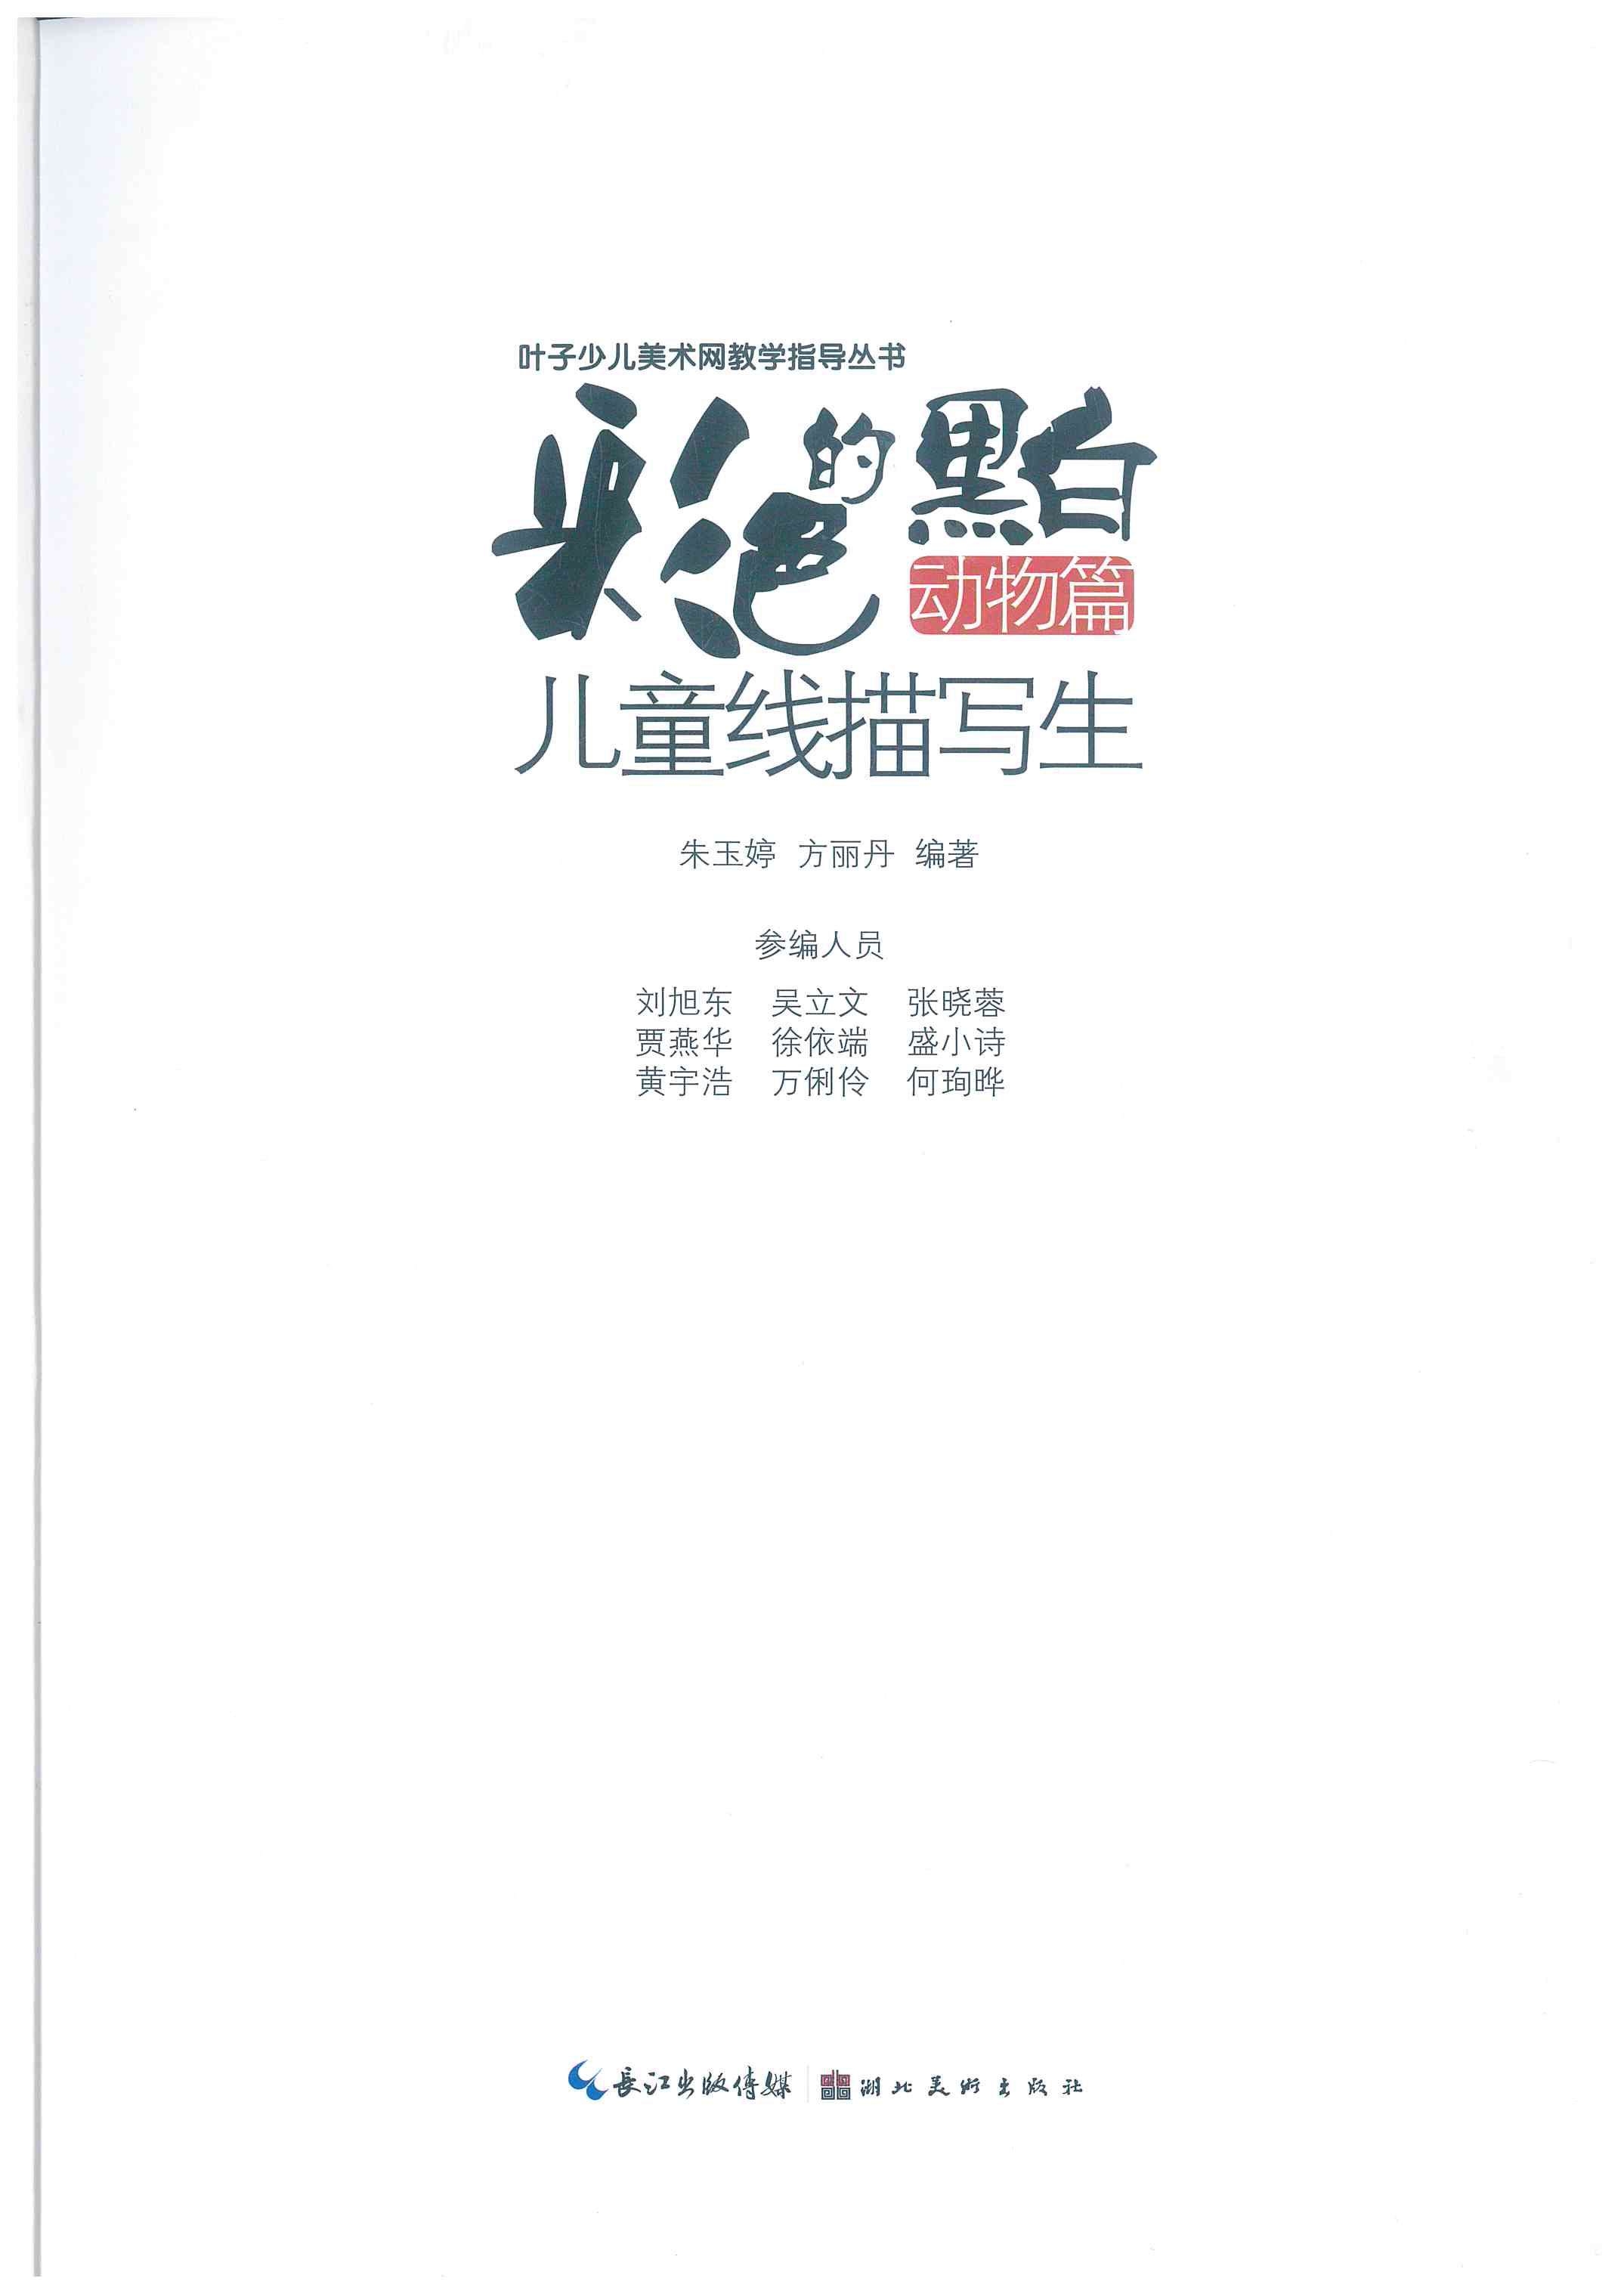 叶子少儿美术网教学指导丛书
彩色的黑白
动物篇
儿童线描写生
朱玉婷 方丽丹 编著
参编人员
刘旭东 吴立文 张晓蓉
贾燕华 徐依端 盛小诗
黄宇浩 万俐伶 何珣晔
長江出版傳媒 湖北美術出版社